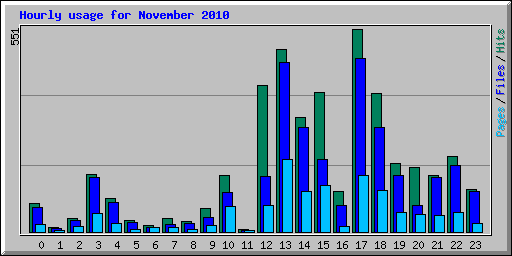 Hourly usage for November 2010
551
Pages/Files/Hits
0 1 2 3 4 5 6 7 8 9 10 11 12 13 14 15 16 17 18 19 20 21 22 23